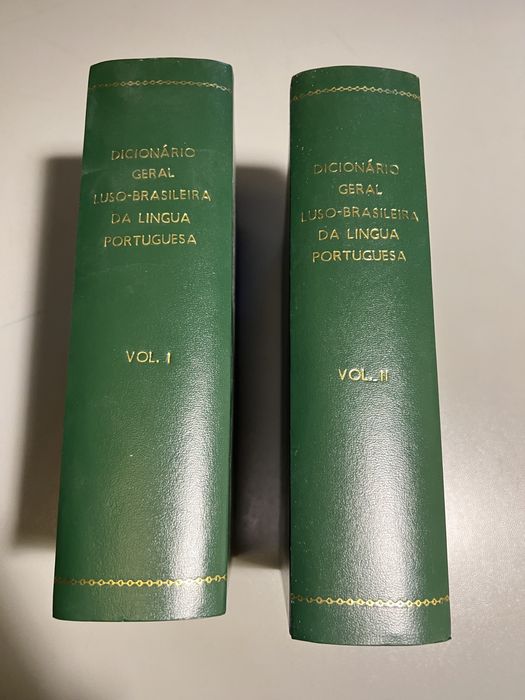 DICIONÁRIO
GERAL
LUSO-BRASILEIRA
DA LINGUA
PORTUGUESA
VOL. I
DICIONÁRIO
GERAL
LUSO-BRASILEIRA
DA LINGUA
PORTUGUESA
VOL. II